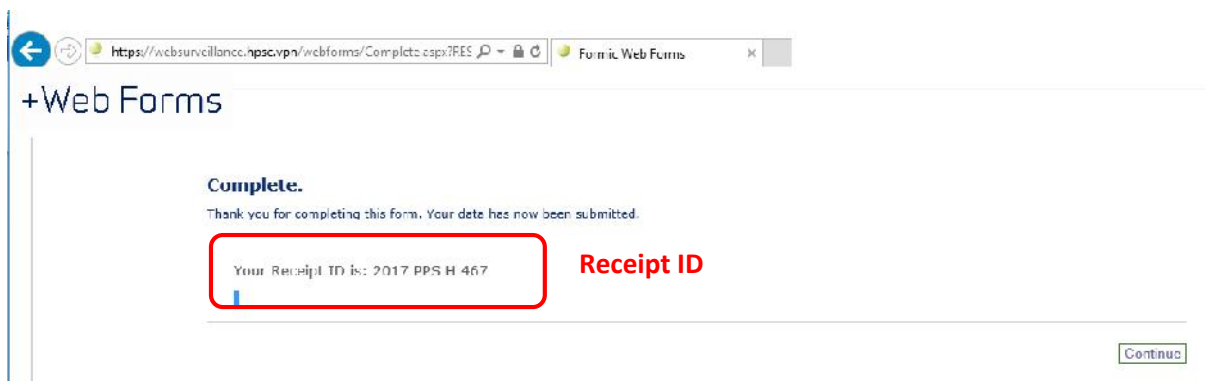 https://websurveillance.hpsc.vpn/webforms/Complete.aspx?RES
Formic Web Forms
+Web Forms
Complete.
Thank you for completing this form. Your data has now been submitted.
Your Receipt ID is: 2017 PPS H 467
Receipt ID
Continue